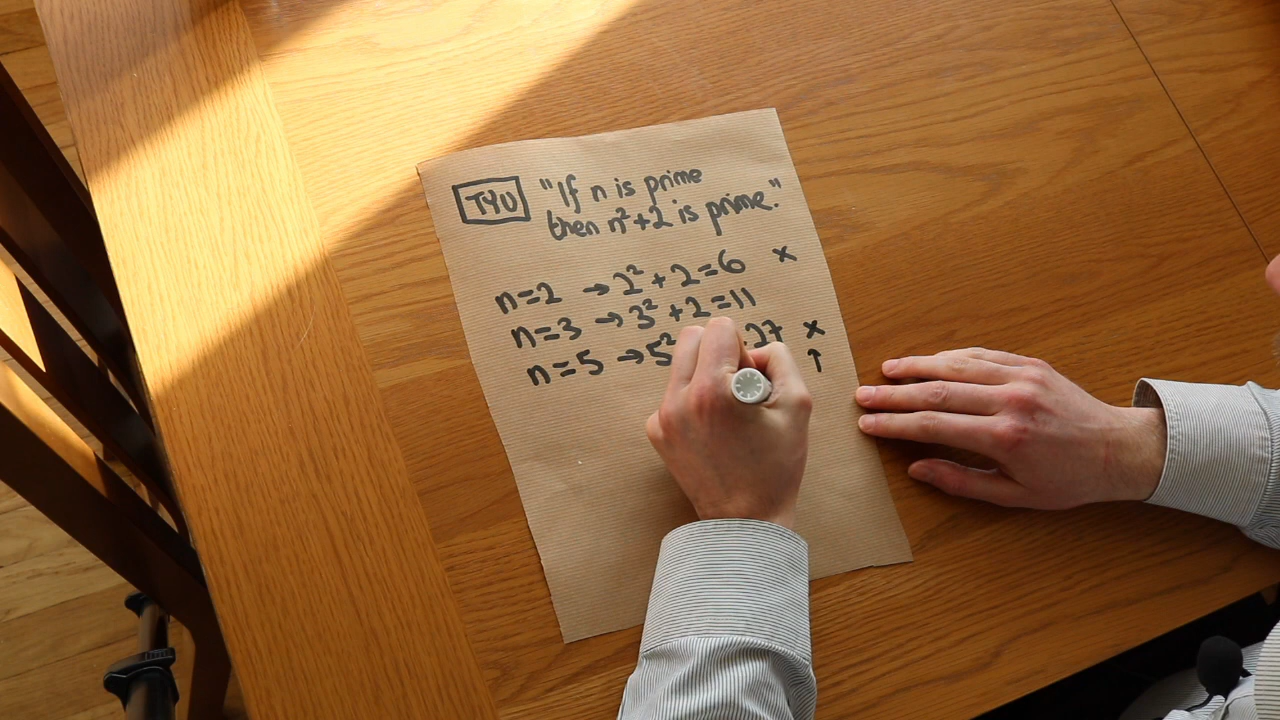 TYU "If n is prime
then n²+2 is prime."
n=2 → 2²+2=6 ×
n=3 → 3²+2=11
n=5 → 5² 27 ×
↑